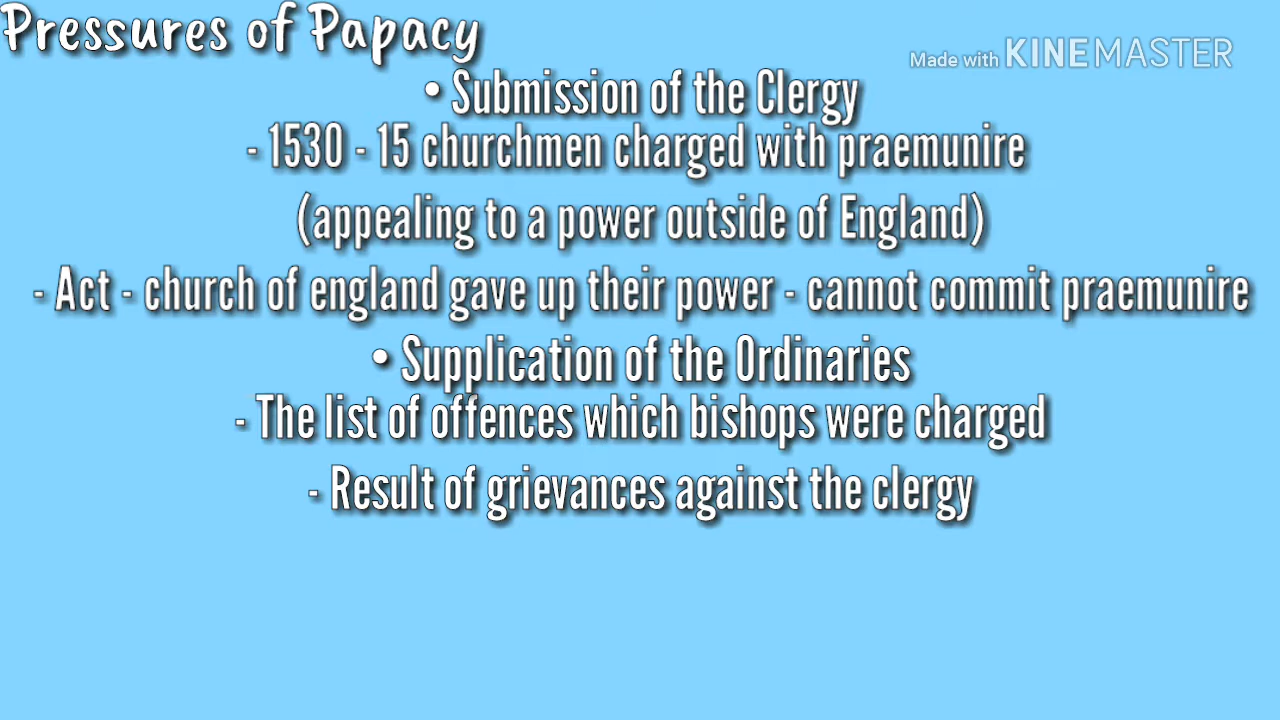 Pressures of Papacy
Made with KINEMASTER
• Submission of the Clergy
- 1530 - 15 churchmen charged with praemunire
(appealing to a power outside of England)
- Act - church of england gave up their power - cannot commit praemunire
• Supplication of the Ordinaries
- The list of offences which bishops were charged
- Result of grievances against the clergy